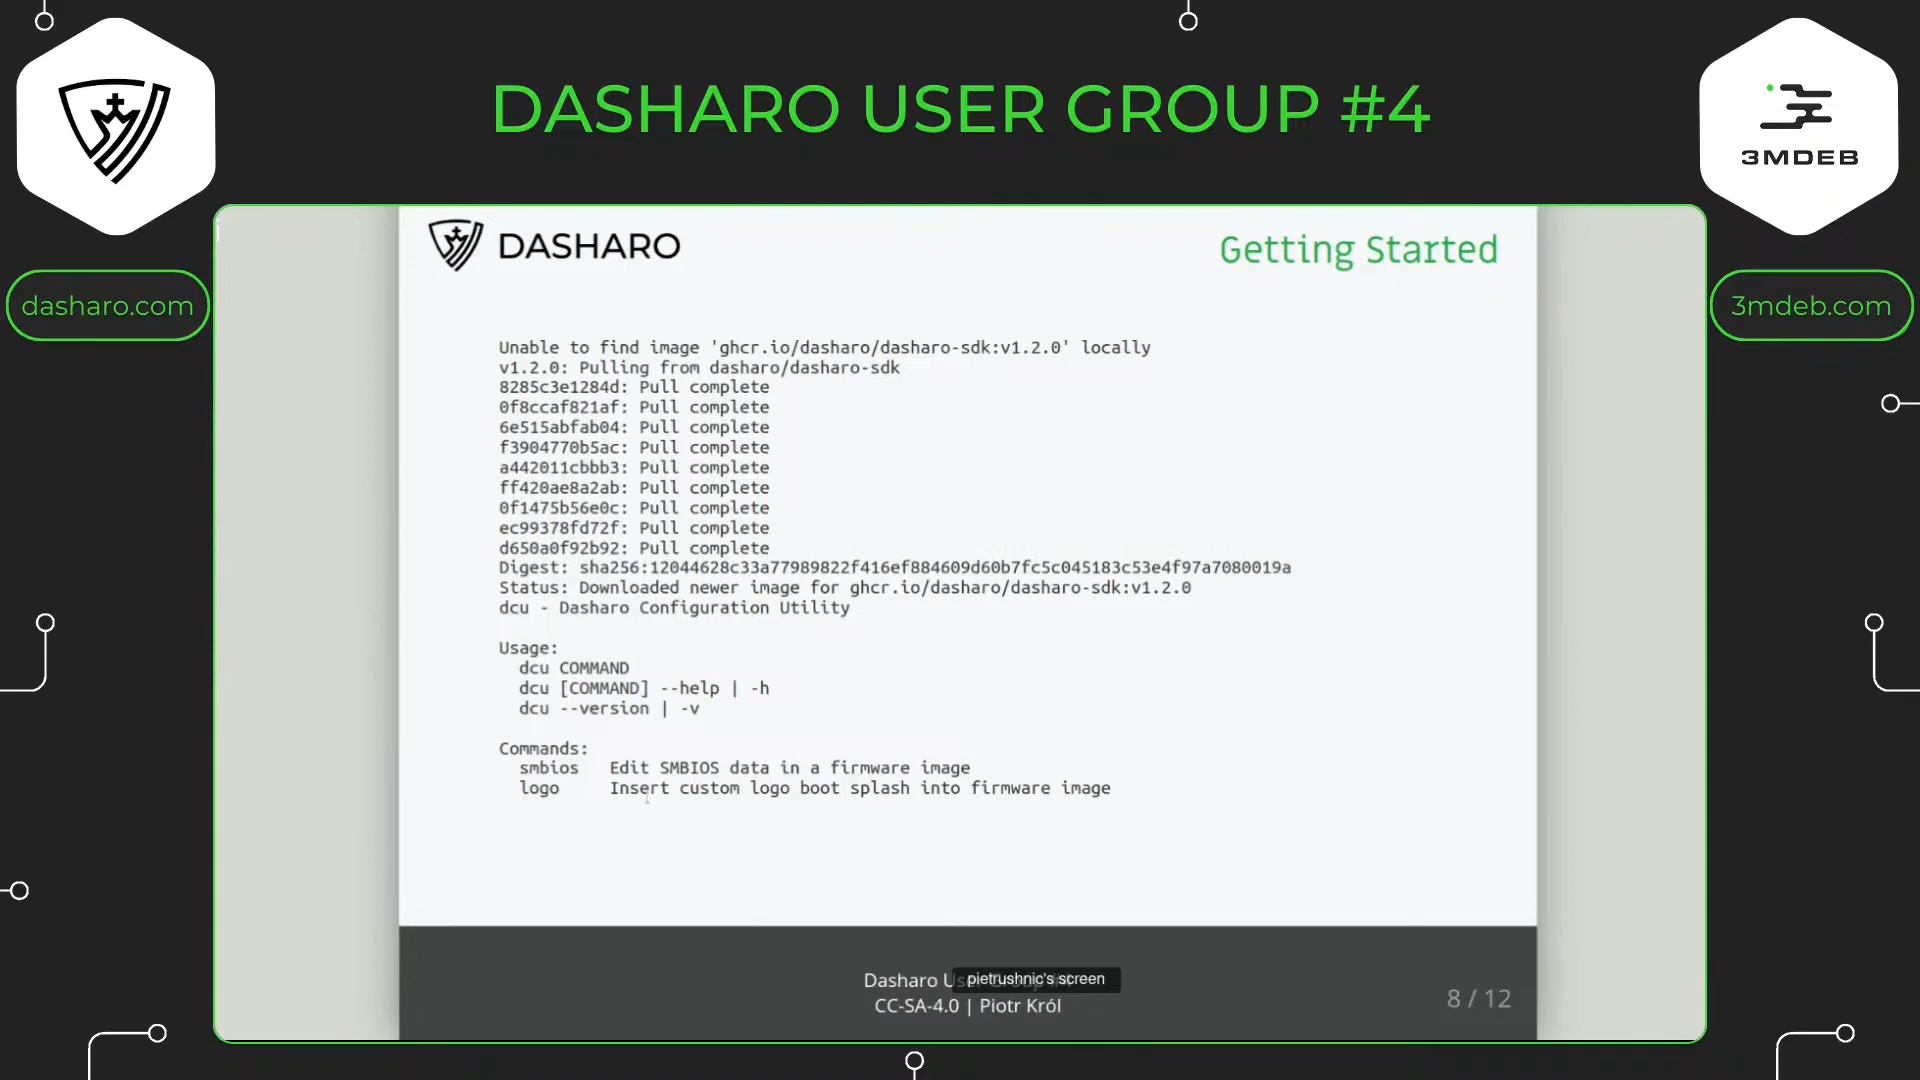 DASHARO USER GROUP #4
3MDEB
dasharo.com
3mdeb.com
DASHARO
Getting Started
Unable to find image 'ghcr.io/dasharo/dasharo-sdk:v1.2.0' locally
v1.2.0: Pulling from dasharo/dasharo-sdk
8285c3e1284d: Pull complete
0f8ccaf821af: Pull complete
6e515abfab04: Pull complete
f3904770b5ac: Pull complete
a442011cbbb3: Pull complete
ff420ae8a2ab: Pull complete
0f1475b56e0c: Pull complete
ec99378fd72f: Pull complete
d650a0f92b92: Pull complete
Digest: sha256:12044628c33a77989822f416ef884609d60b7fc5c045183c53e4f97a7080019a
Status: Downloaded newer image for ghcr.io/dasharo/dasharo-sdk:v1.2.0
dcu - Dasharo Configuration Utility
Usage:
dcu COMMAND
dcu [COMMAND] --help | -h
dcu --version | -v
Commands:
smbios Edit SMBIOS data in a firmware image
logo Insert custom logo boot splash into firmware image
Dasharo
pietrushnic's screen
CC-SA-4.0 | Piotr Król
8 / 12